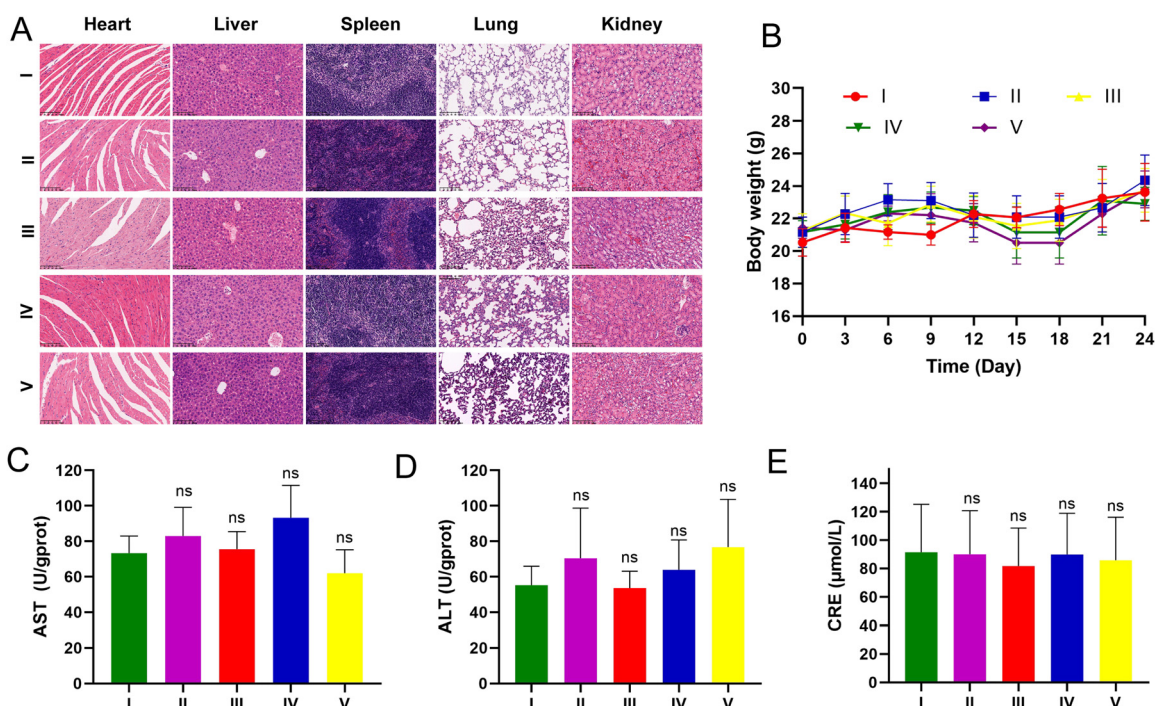 A
Heart Liver Spleen Lung Kidney
I
II
III
IV
V
B
Body weight (g)
30
28
26
24
22
20
18
16
I II III
IV V
0 3 6 9 12 15 18 21 24
Time (Day)
C
AST (U/gprot)
120
100
80
60
40
20
0
ns ns ns ns
I II III IV V
D
ALT (U/gprot)
120
100
80
60
40
20
0
ns ns ns ns
I II III IV V
E
CRE (μmol/L)
140
120
100
80
60
40
20
0
ns ns ns ns
I II III IV V